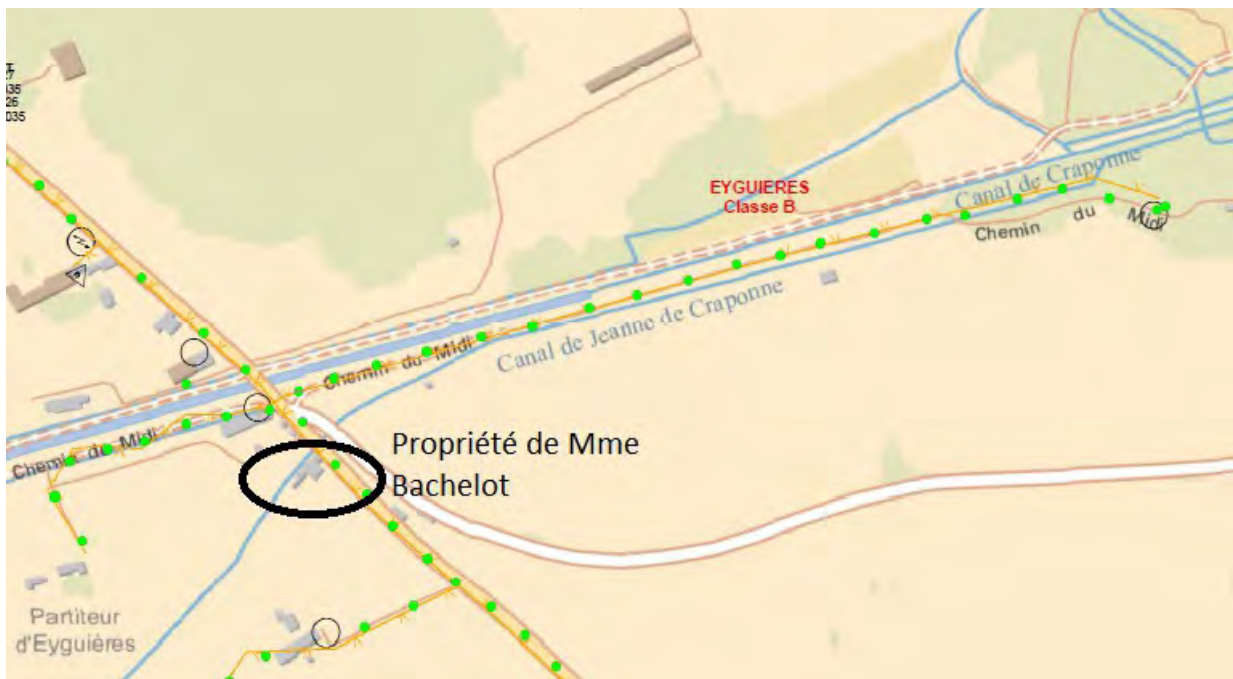 035
EYGUIERES
Classe B
Canal de Craponne
Chemin du Midi
Canal de Jeanne de Craponne
Chemin du Midi
Propriété de Mme
Bachelot
Chemin du Midi
Partiteur
d'Eyguières